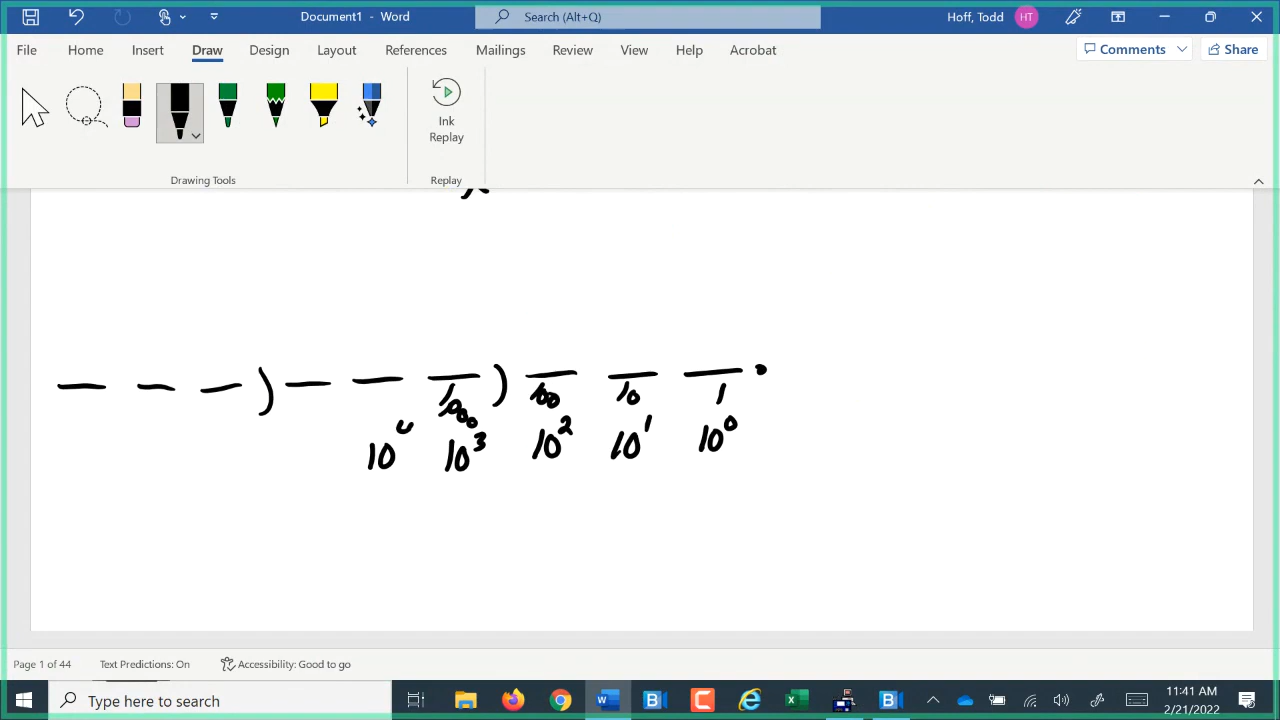 Document1 - Word
Search (Alt+Q)
Hoff, Todd
HT
File Home Insert Draw Design Layout References Mailings Review View Help Acrobat
Comments
Share
Ink
Replay
Drawing Tools
Replay
_ _ _ ) _ _ _ ) _ _ _ .
1000 100 10 1
10³ 10² 10¹ 10⁰
Page 1 of 44
Text Predictions: On
Accessibility: Good to go
Type here to search
11:41 AM
2/21/2022